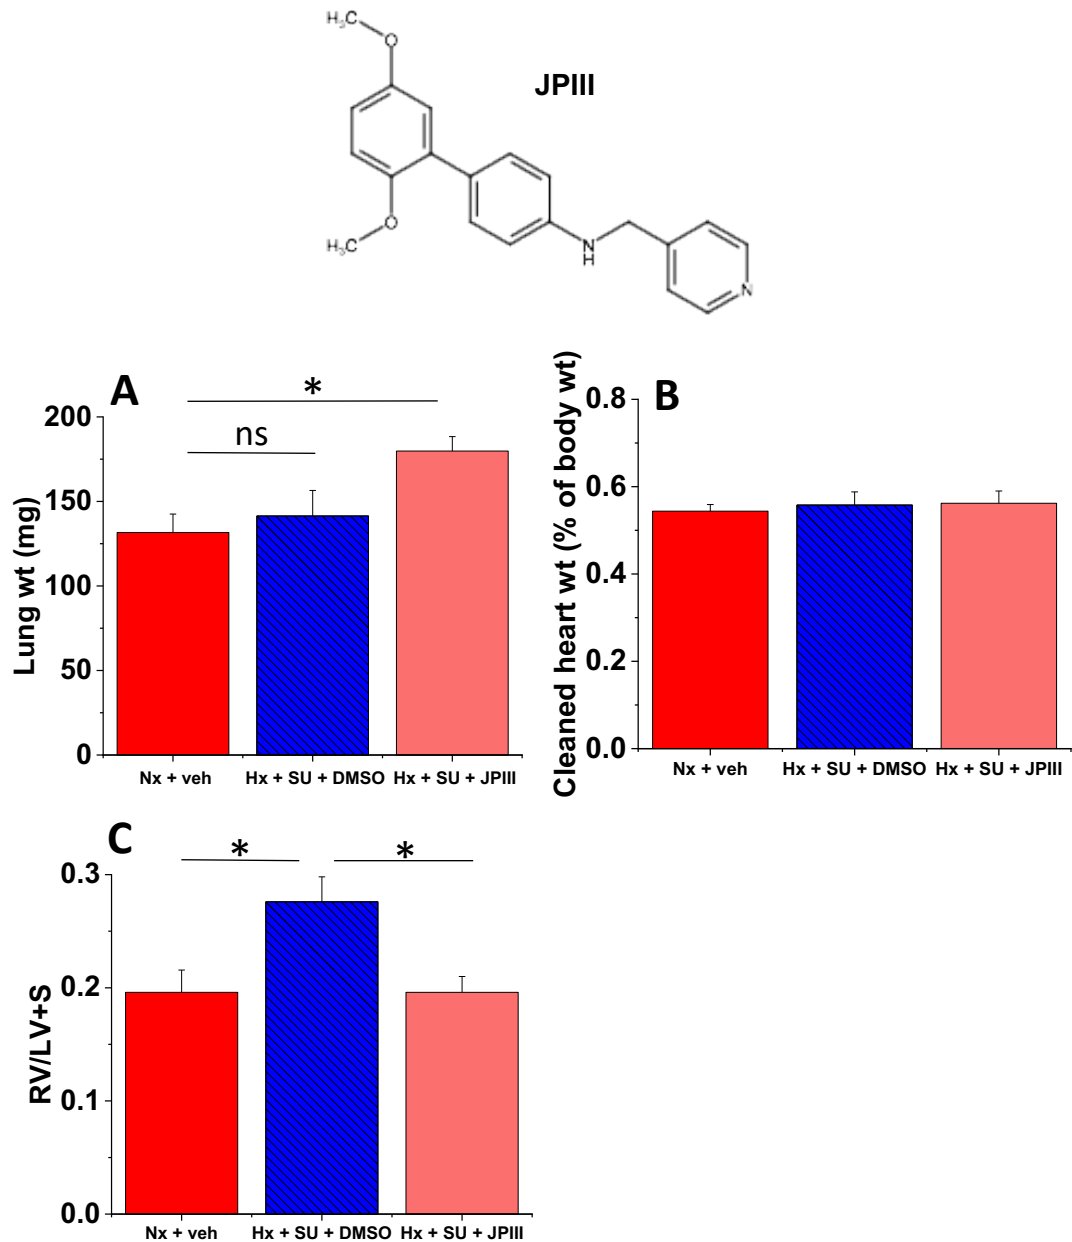 H₃C
O
JPIII
O
H₃C
N
H
N
A
*
ns
200
150
100
50
0
Lung wt (mg)
Nx + veh
Hx + SU + DMSO
Hx + SU + JPIII
B
0.8
0.6
0.4
0.2
0.0
Cleaned heart wt (% of body wt)
Nx + veh
Hx + SU + DMSO
Hx + SU + JPIII
C
*
*
0.3
0.2
0.1
0.0
RV/LV+S
Nx + veh
Hx + SU + DMSO
Hx + SU + JPIII